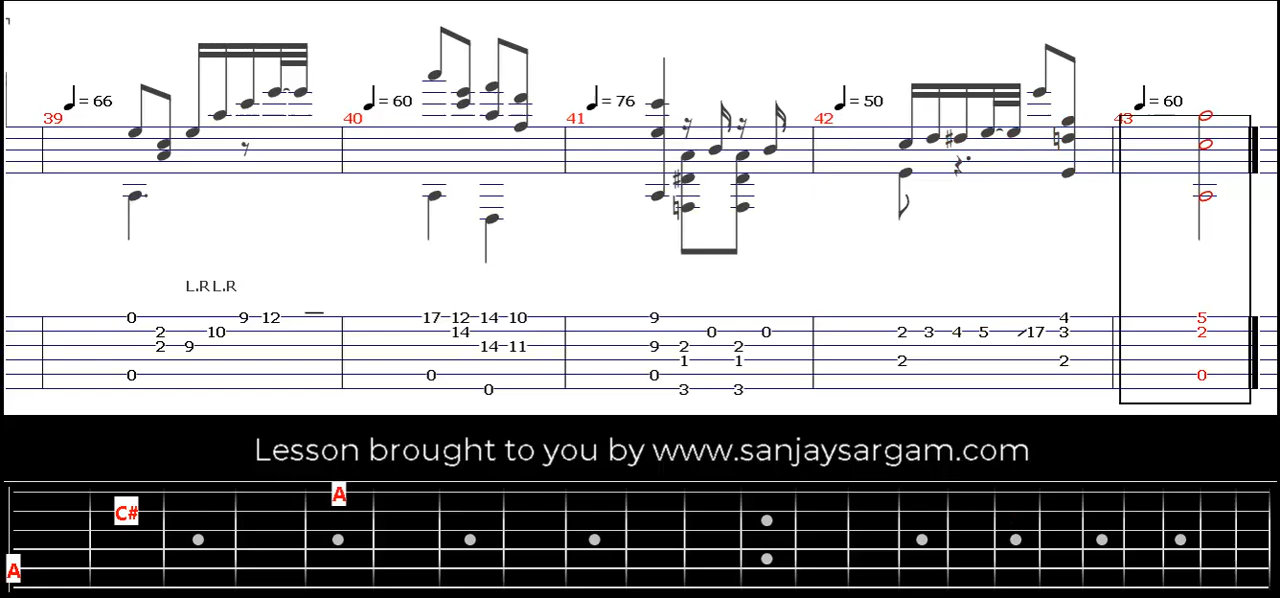 = 66 = 60 = 76 = 50 = 60
39 40 41 42 43
L.R L.R
0 9 12 17 12 14 10 9 4 5
2 10 14 0 0 2 3 4 5 17 3 2
2 9 14 11 9 2 2
1 1 2 2
0 0 0 0
0 3 3
Lesson brought to you by www.sanjaysargam.com
A
C#
A